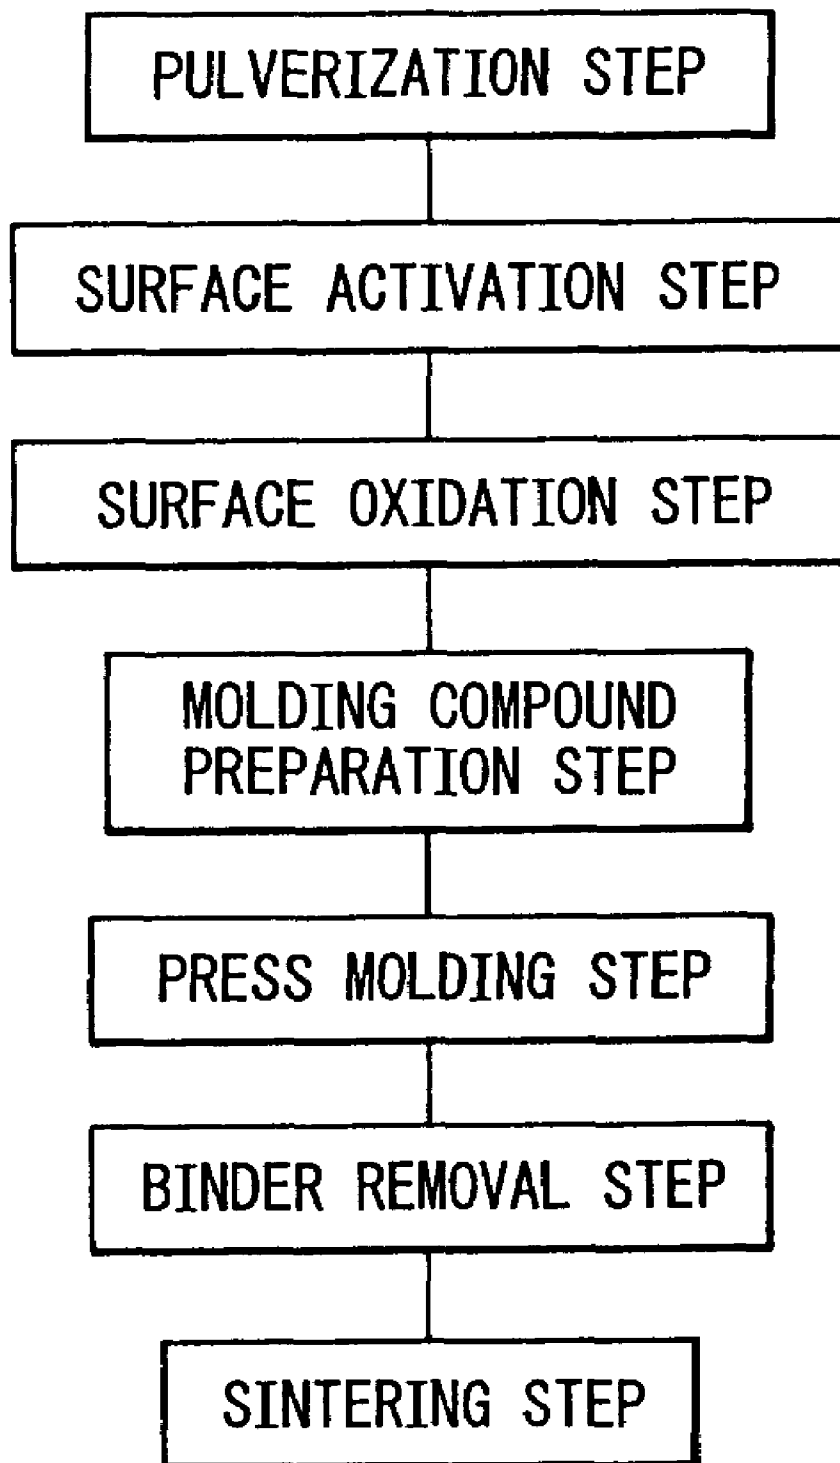 PULVERIZATION STEP
SURFACE ACTIVATION STEP
SURFACE OXIDATION STEP
MOLDING COMPOUND
PREPARATION STEP
PRESS MOLDING STEP
BINDER REMOVAL STEP
SINTERING STEP